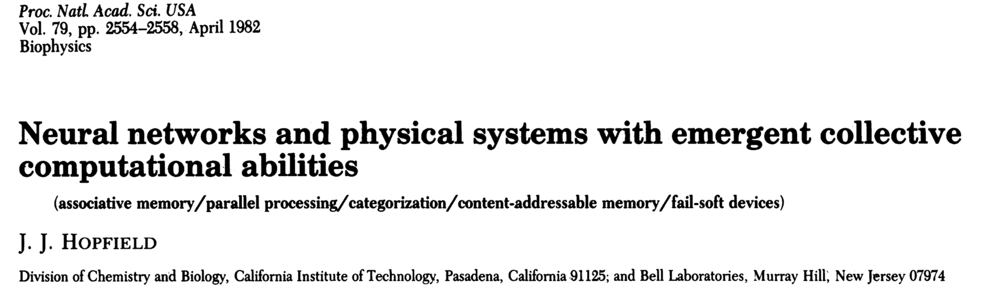 Proc. Natl. Acad. Sci. USA
Vol. 79, pp. 2554–2558, April 1982
Biophysics
Neural networks and physical systems with emergent collective
computational abilities
(associative memory/parallel processing/categorization/content-addressable memory/fail-soft devices)
J. J. HOPFIELD
Division of Chemistry and Biology, California Institute of Technology, Pasadena, California 91125; and Bell Laboratories, Murray Hill, New Jersey 07974